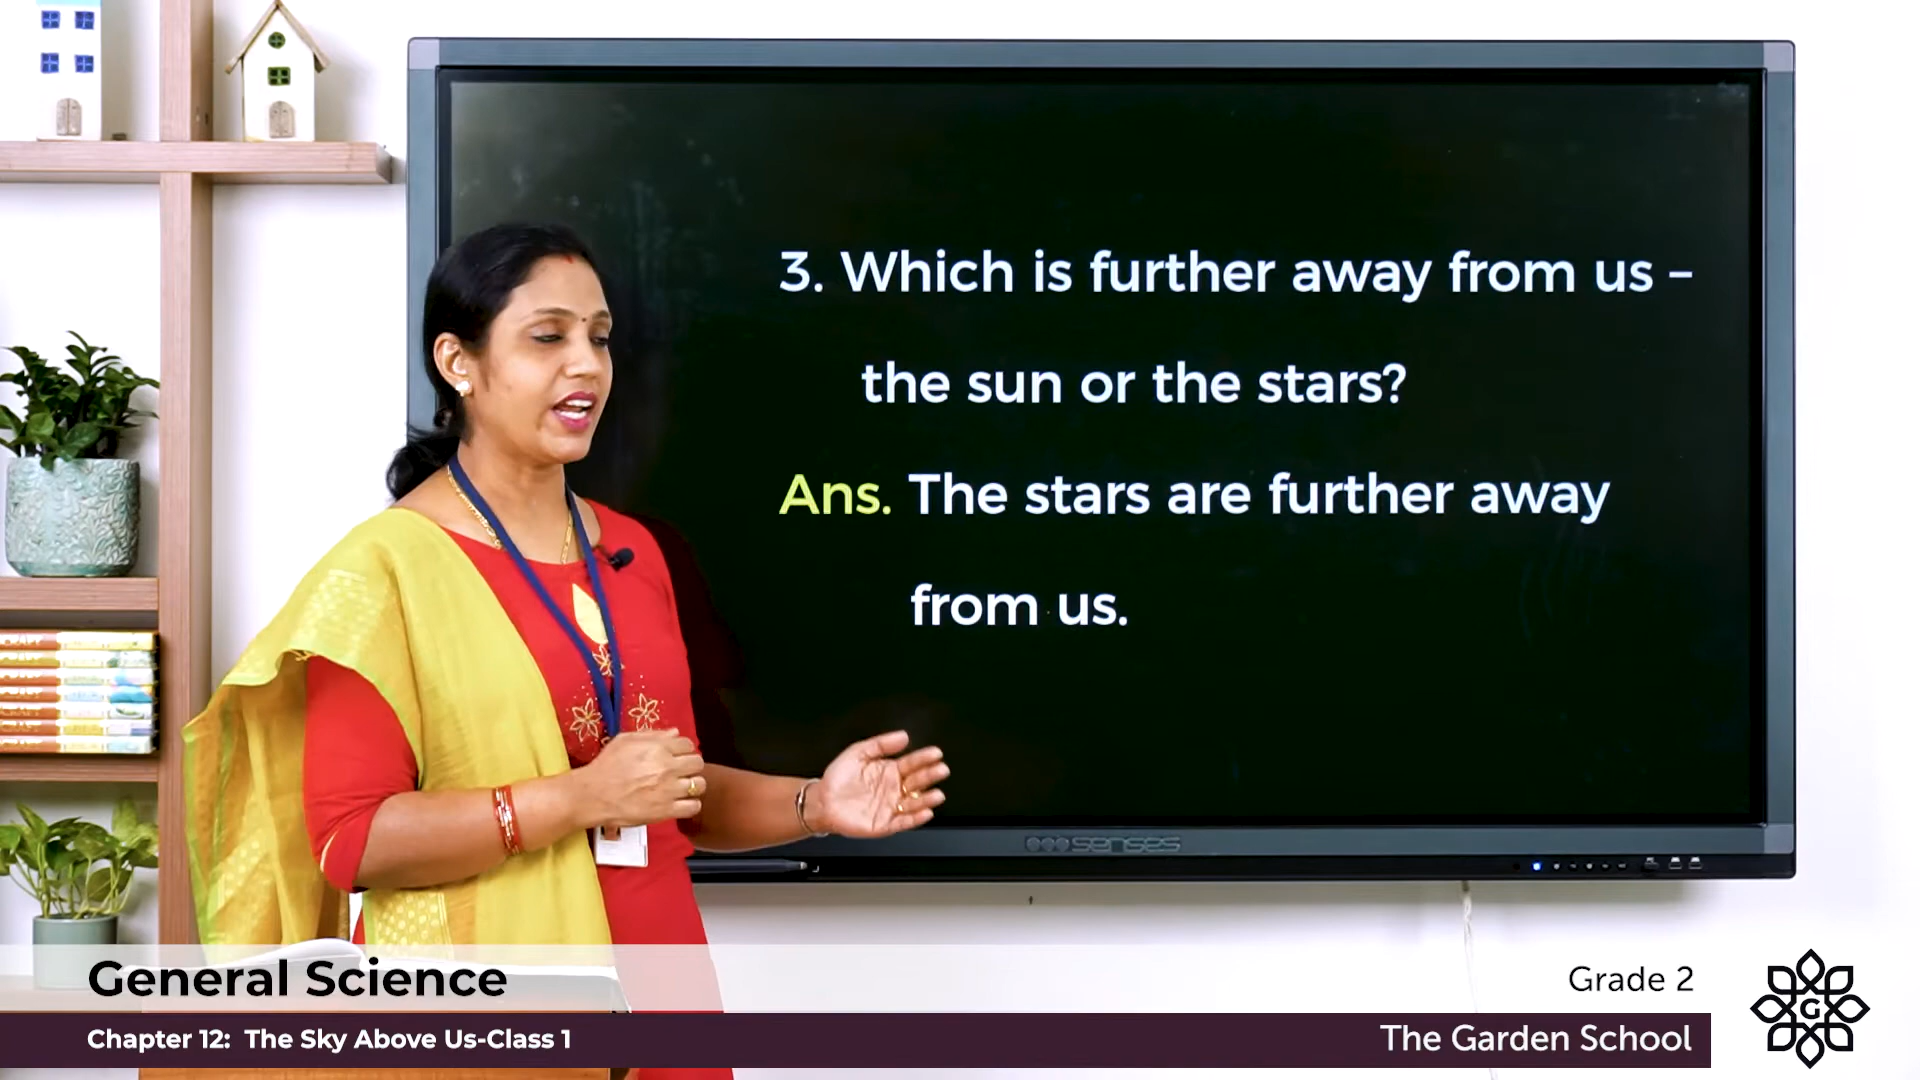 3. Which is further away from us –
the sun or the stars?
Ans. The stars are further away
from us.
senses
General Science
Grade 2
Chapter 12: The Sky Above Us-Class 1
The Garden School
G